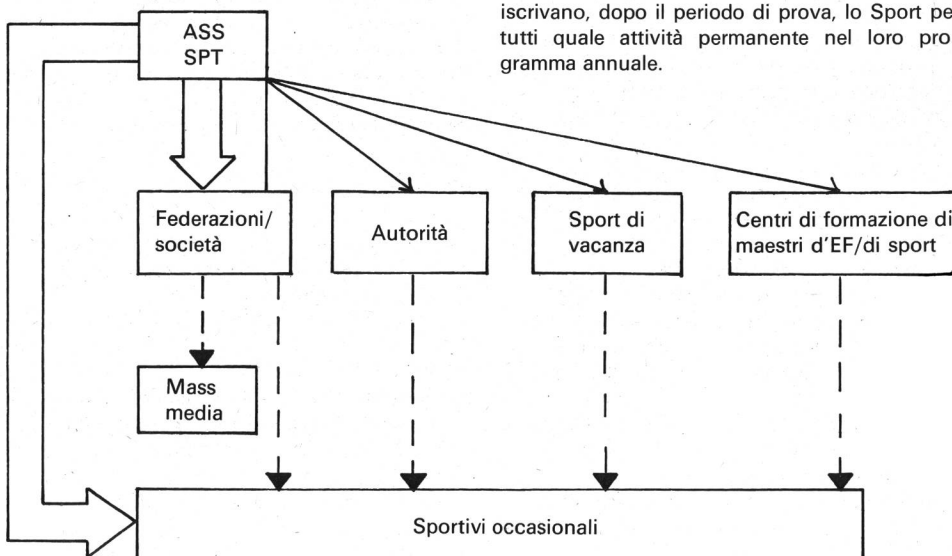 iscrivano, dopo il periodo di prova, lo Sport pe
tutti quale attività permanente nel loro pro
gramma annuale.
ASS
SPT
Federazioni/
società
Autorità
Sport di
vacanza
Centri di formazione di
maestri d'EF/di sport
Mass
media
Sportivi occasionali